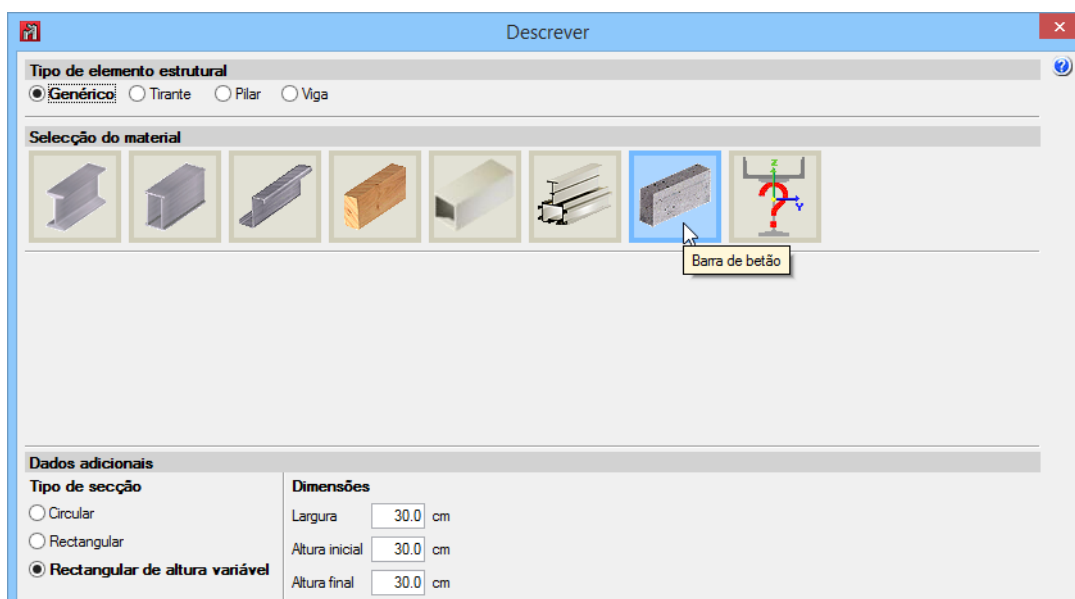 Descrever
Tipo de elemento estrutural
Genérico Tirante Pilar Viga
Selecção do material
z
Y
Barra de betão
Dados adicionais
Tipo de secção
Circular
Rectangular
Rectangular de altura variável
Dimensões
Largura 30.0 cm
Altura inicial 30.0 cm
Altura final 30.0 cm